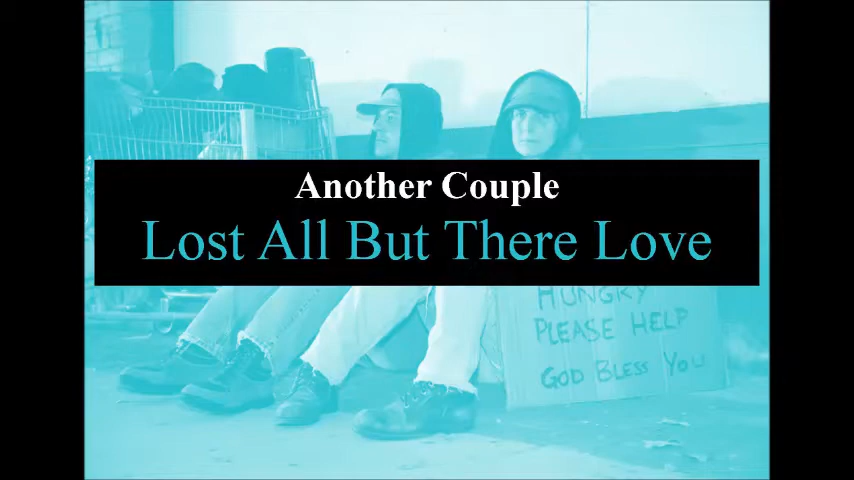 Another Couple
Lost All But There Love
HUNGRY
PLEASE HELP
GOD BLESS YOU